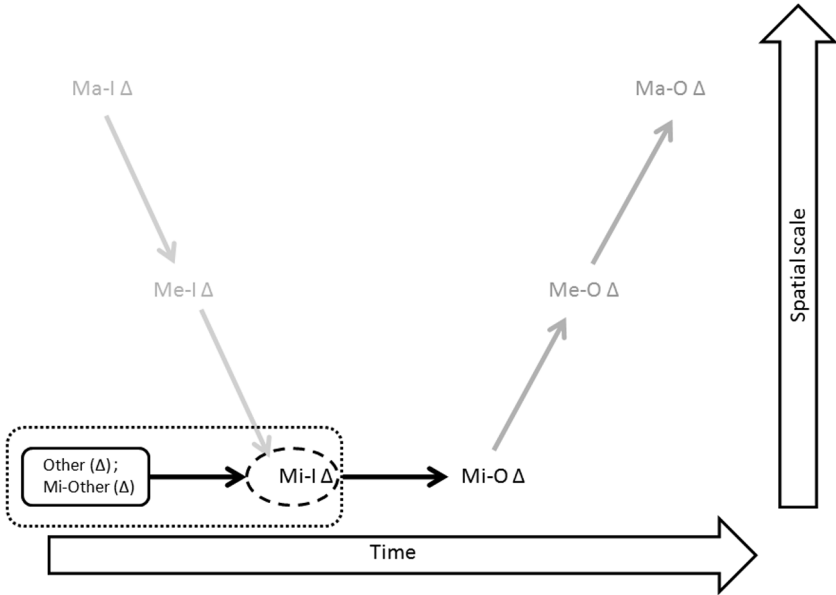 Ma-I Δ
Ma-O Δ
Me-I Δ
Me-O Δ
Other (Δ) ;
Mi-Other (Δ)
Mi-I Δ
Mi-O Δ
Time
Spatial scale